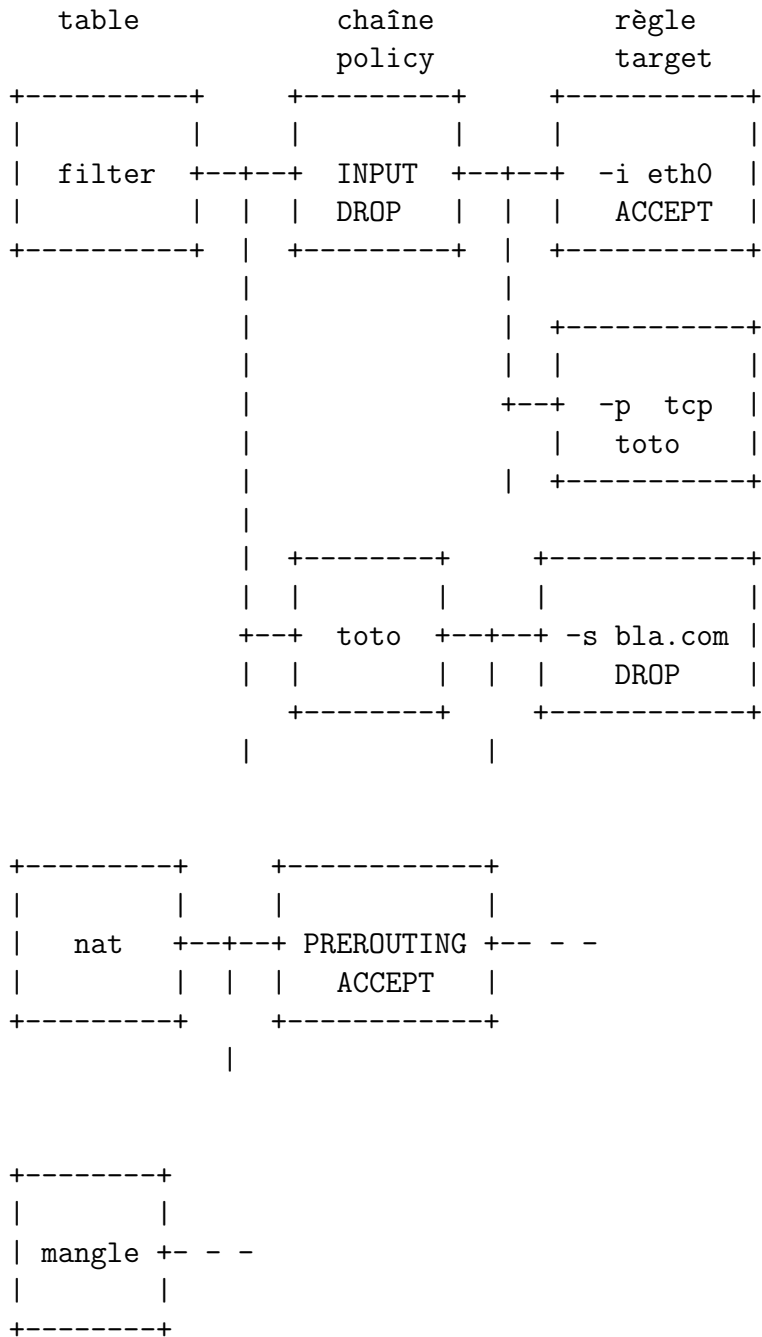 table chaîne règle
policy target
filter INPUT -i eth0
DROP ACCEPT
-p tcp
toto
toto -s bla.com
DROP
nat PREROUTING
ACCEPT
mangle